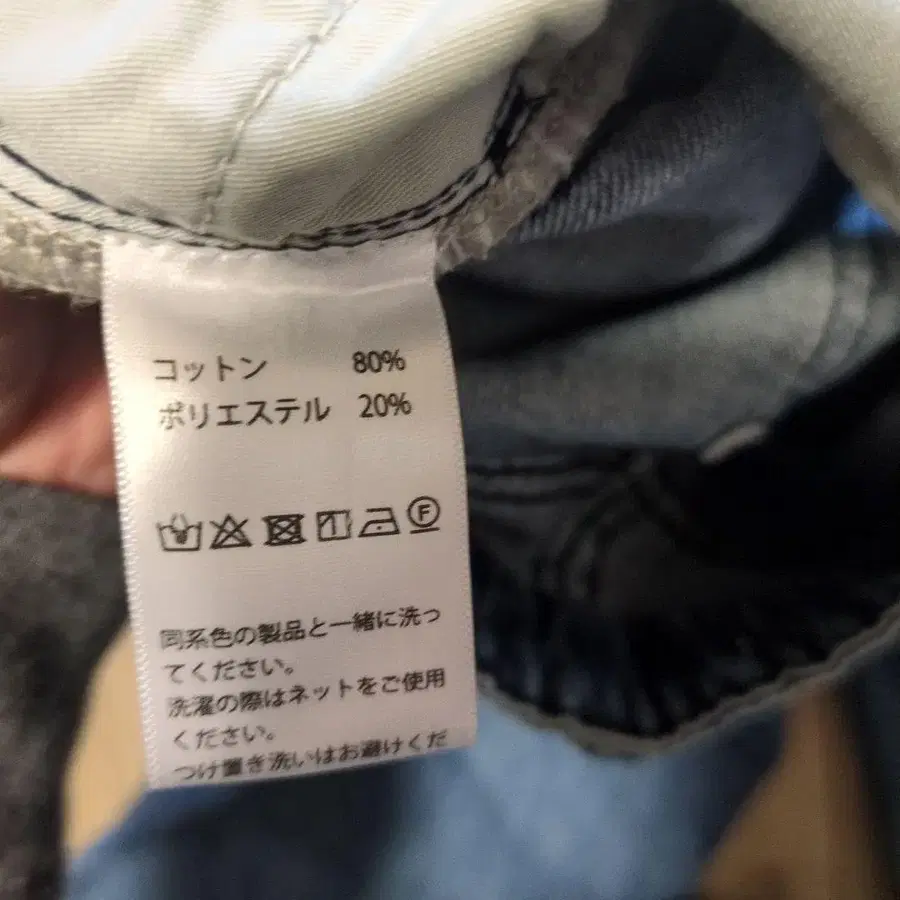 コットン 80%
ポリエステル 20%
F
同系色の製品と一緒に洗っ
てください。
洗濯の際はネットをご使用
ください。
つけ置き洗いはお避けくだ